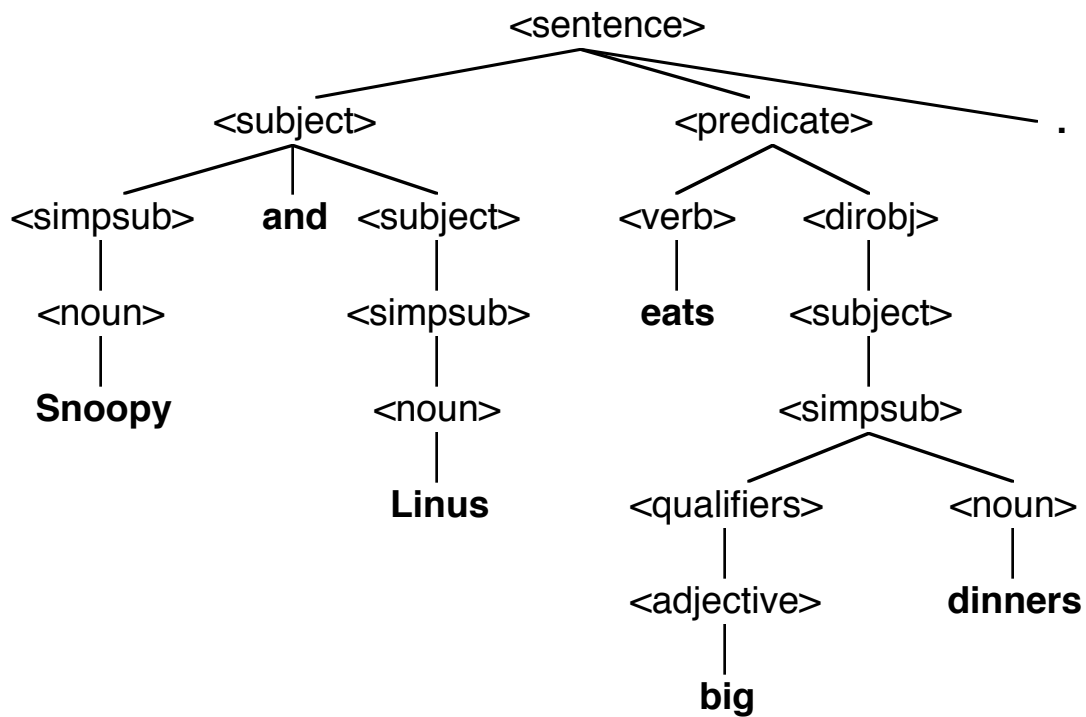 <sentence>
<subject> <predicate> .
<simpsub> and <subject> <verb> <dirobj>
<noun> <simpsub> eats <subject>
Snoopy <noun> <simpsub>
Linus <qualifiers> <noun>
<adjective> dinners
big